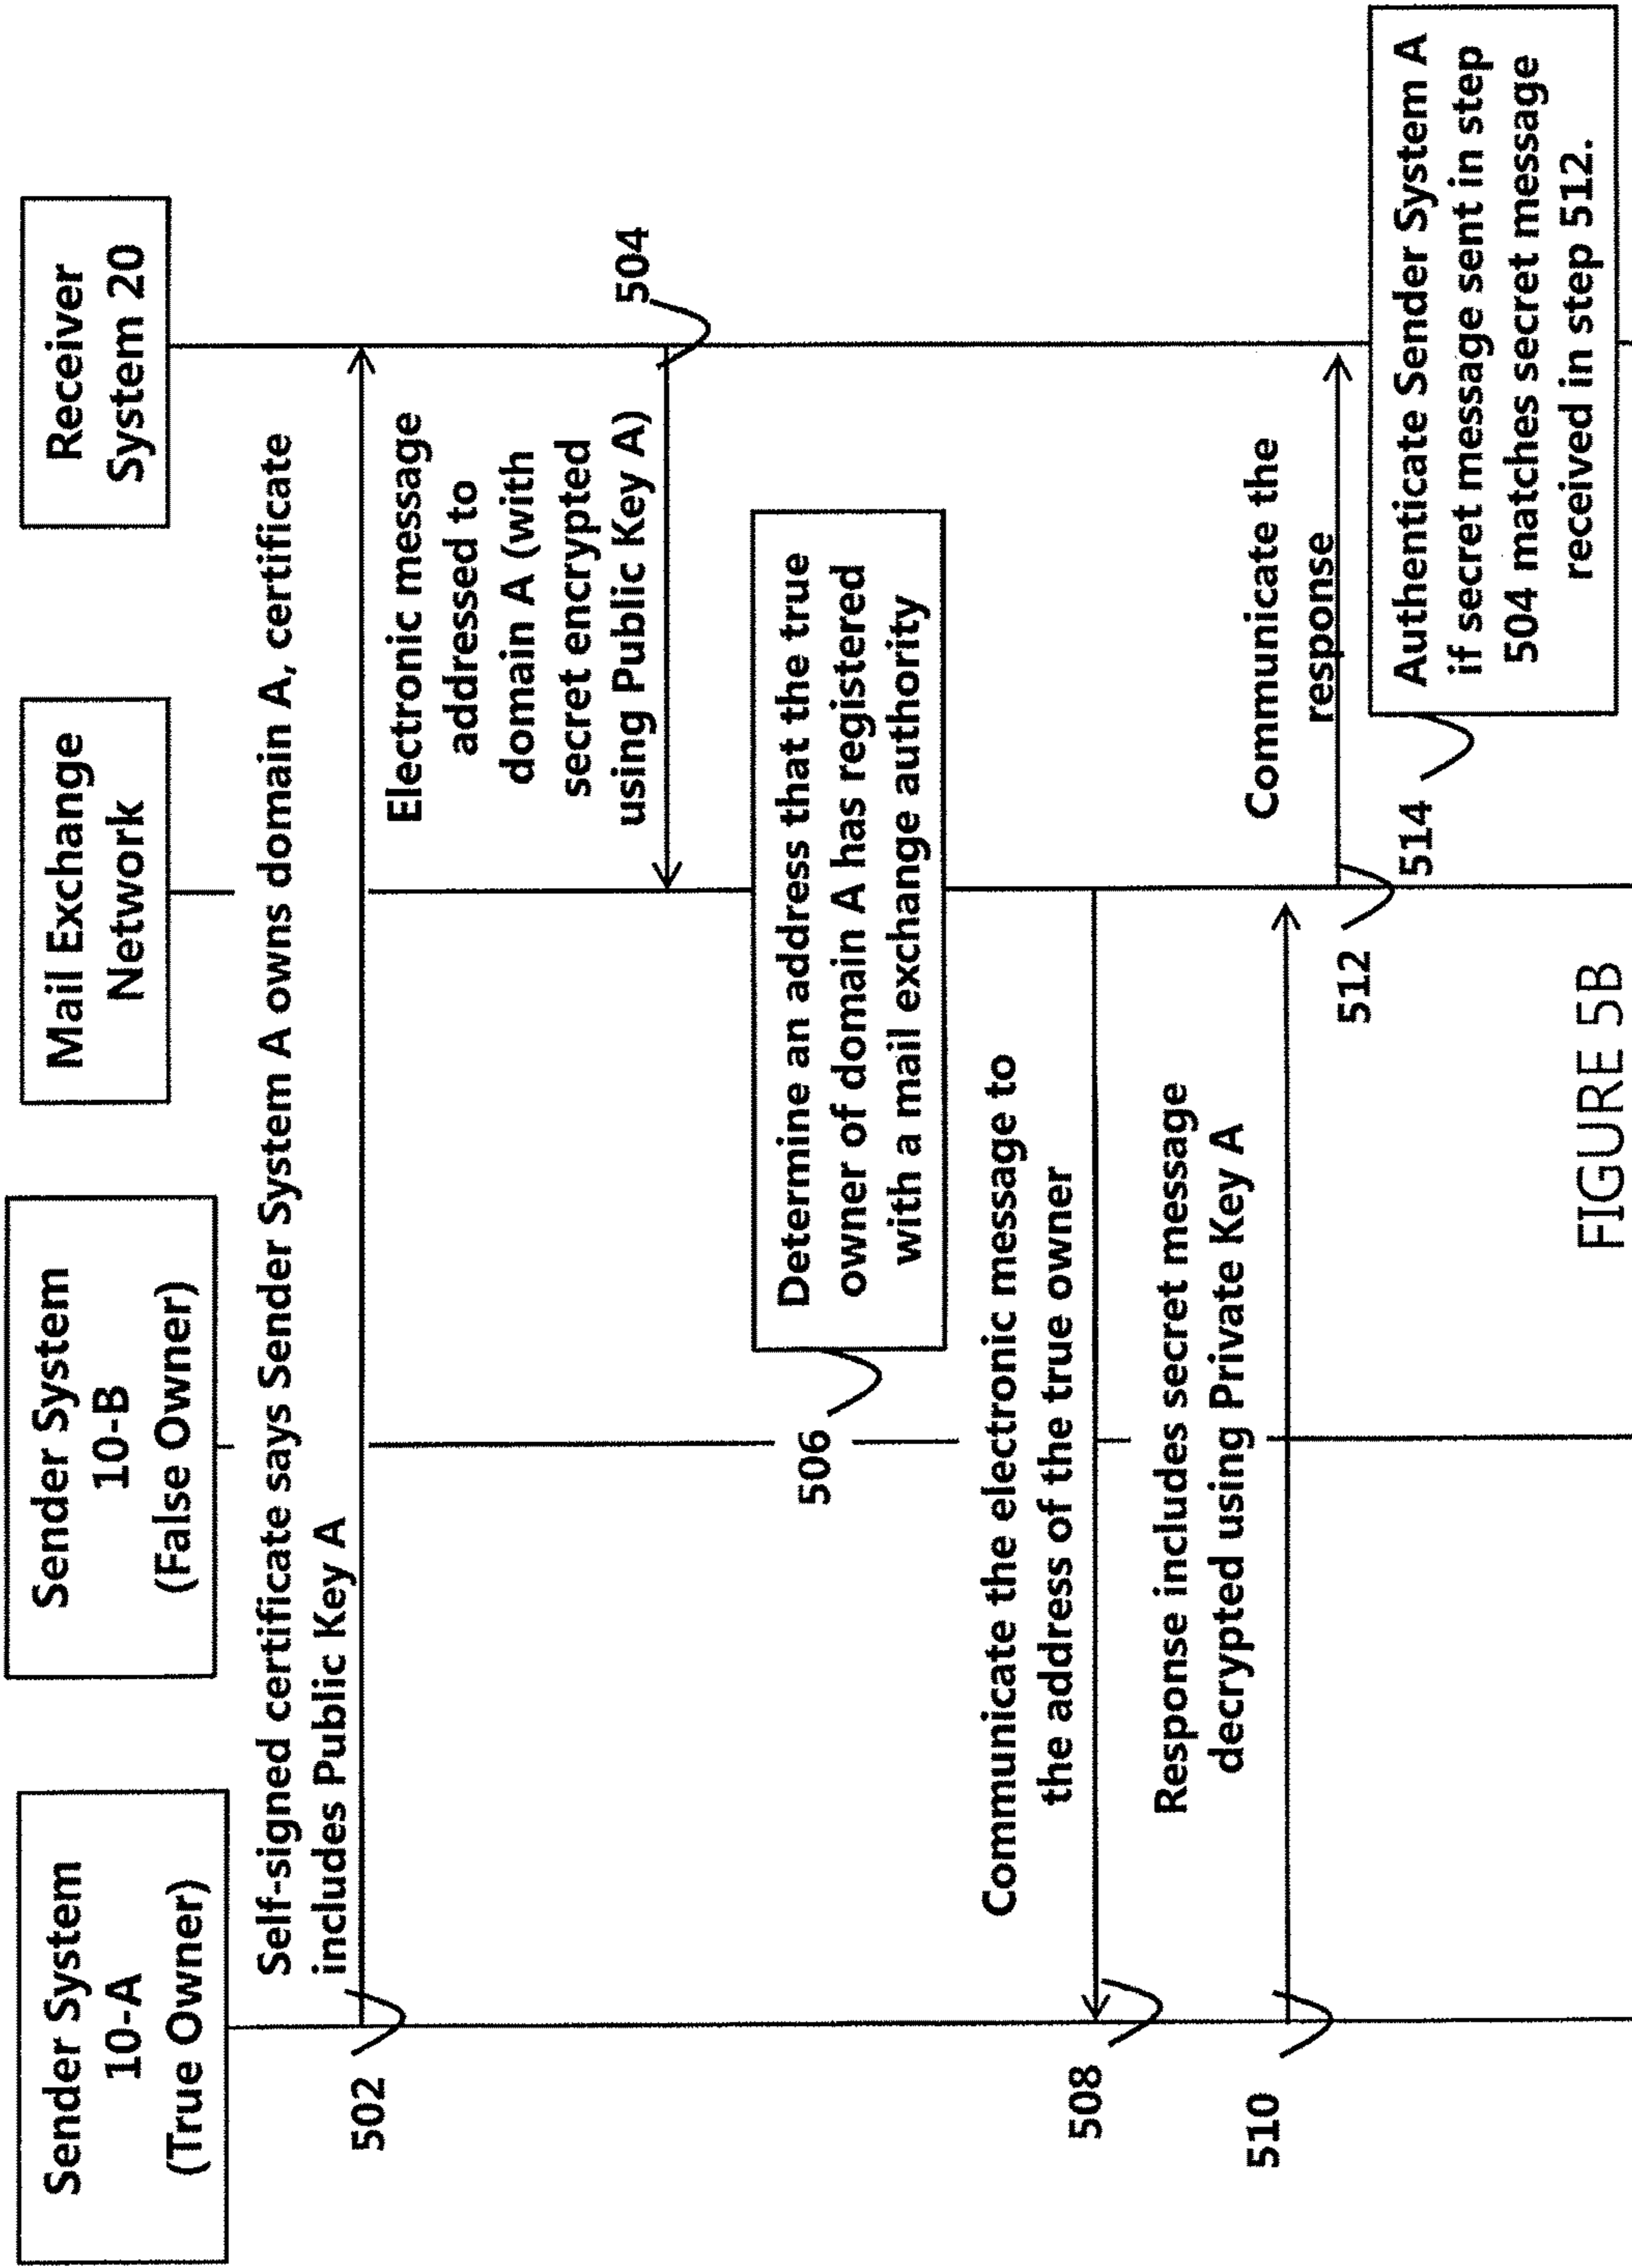 Sender System
10-A
(True Owner)
Sender System
10-B
(False Owner)
Mail Exchange
Network
Receiver
System 20
Self-signed certificate says Sender System A owns domain A, certificate
includes Public Key A
502
Electronic message
addressed to
domain A (with
secret encrypted
using Public Key A)
504
Determine an address that the true
owner of domain A has registered
with a mail exchange authority
506
Communicate the electronic message to
the address of the true owner
508
Response includes secret message
decrypted using Private Key A
510
Communicate the
response
512
Authenticate Sender System A
if secret message sent in step
504 matches secret message
received in step 512.
514
FIGURE 5B